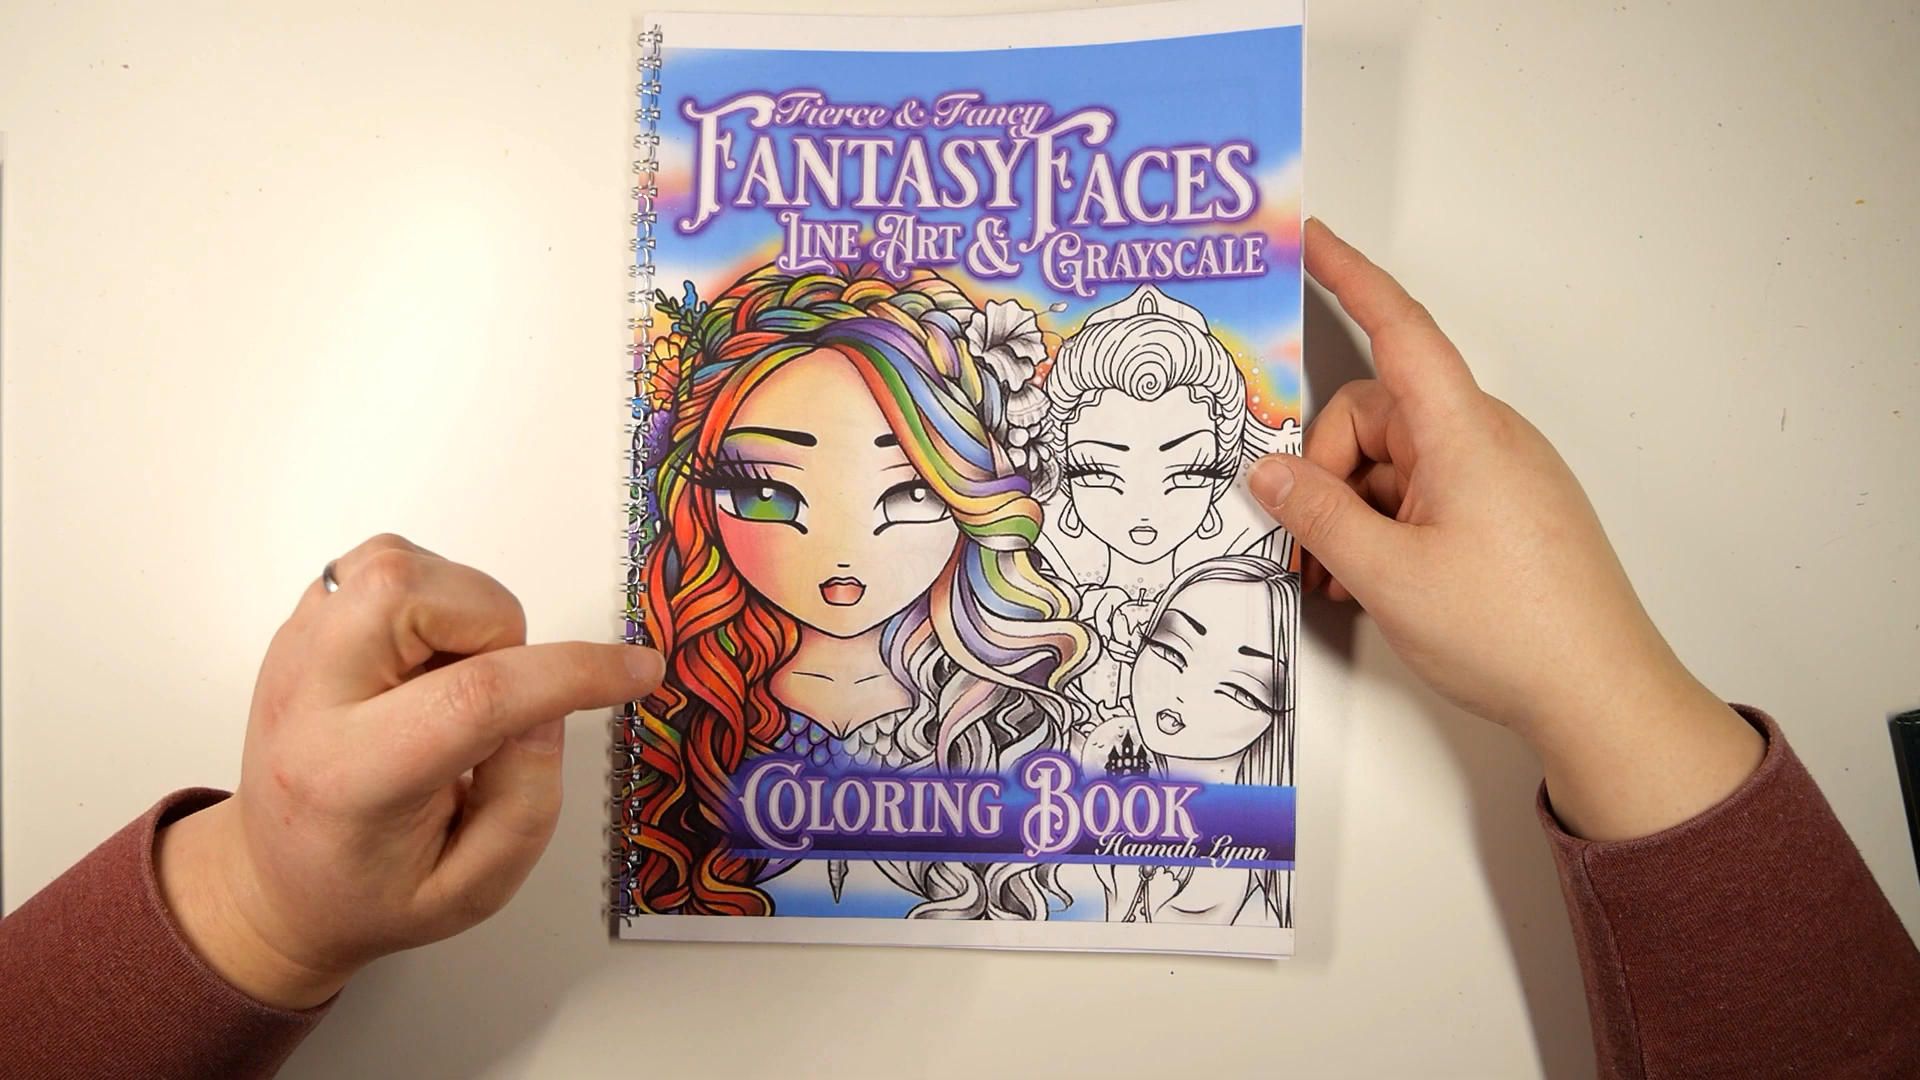 Fierce & Fancy
FANTASY FACES
LINE ART & GRAYSCALE
COLORING BOOK
Hannah Lynn